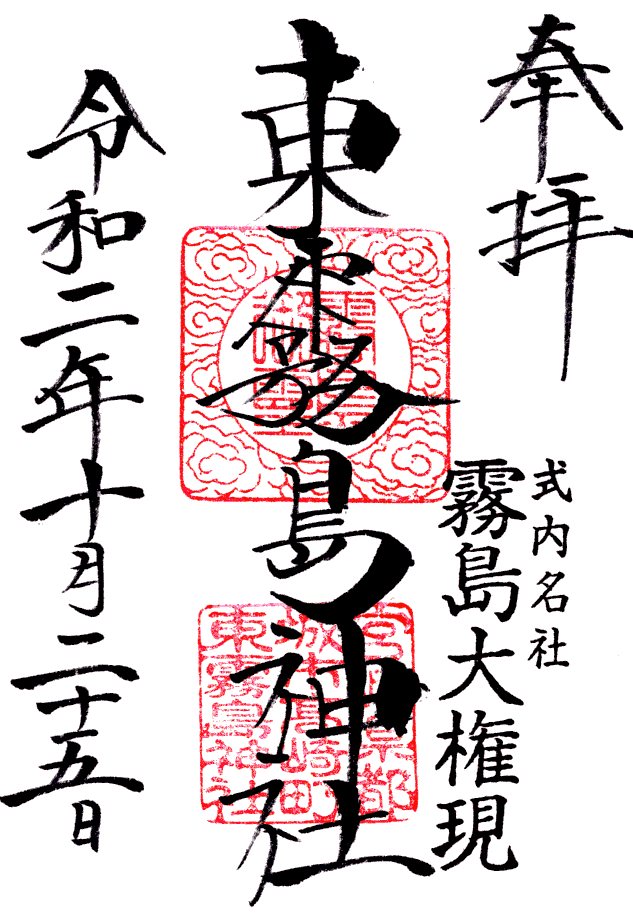 奉拝
式内名社
霧島大権現
東霧島神社
宮崎県都
城市高崎町
東霧島神社
令和二年十月二十五日